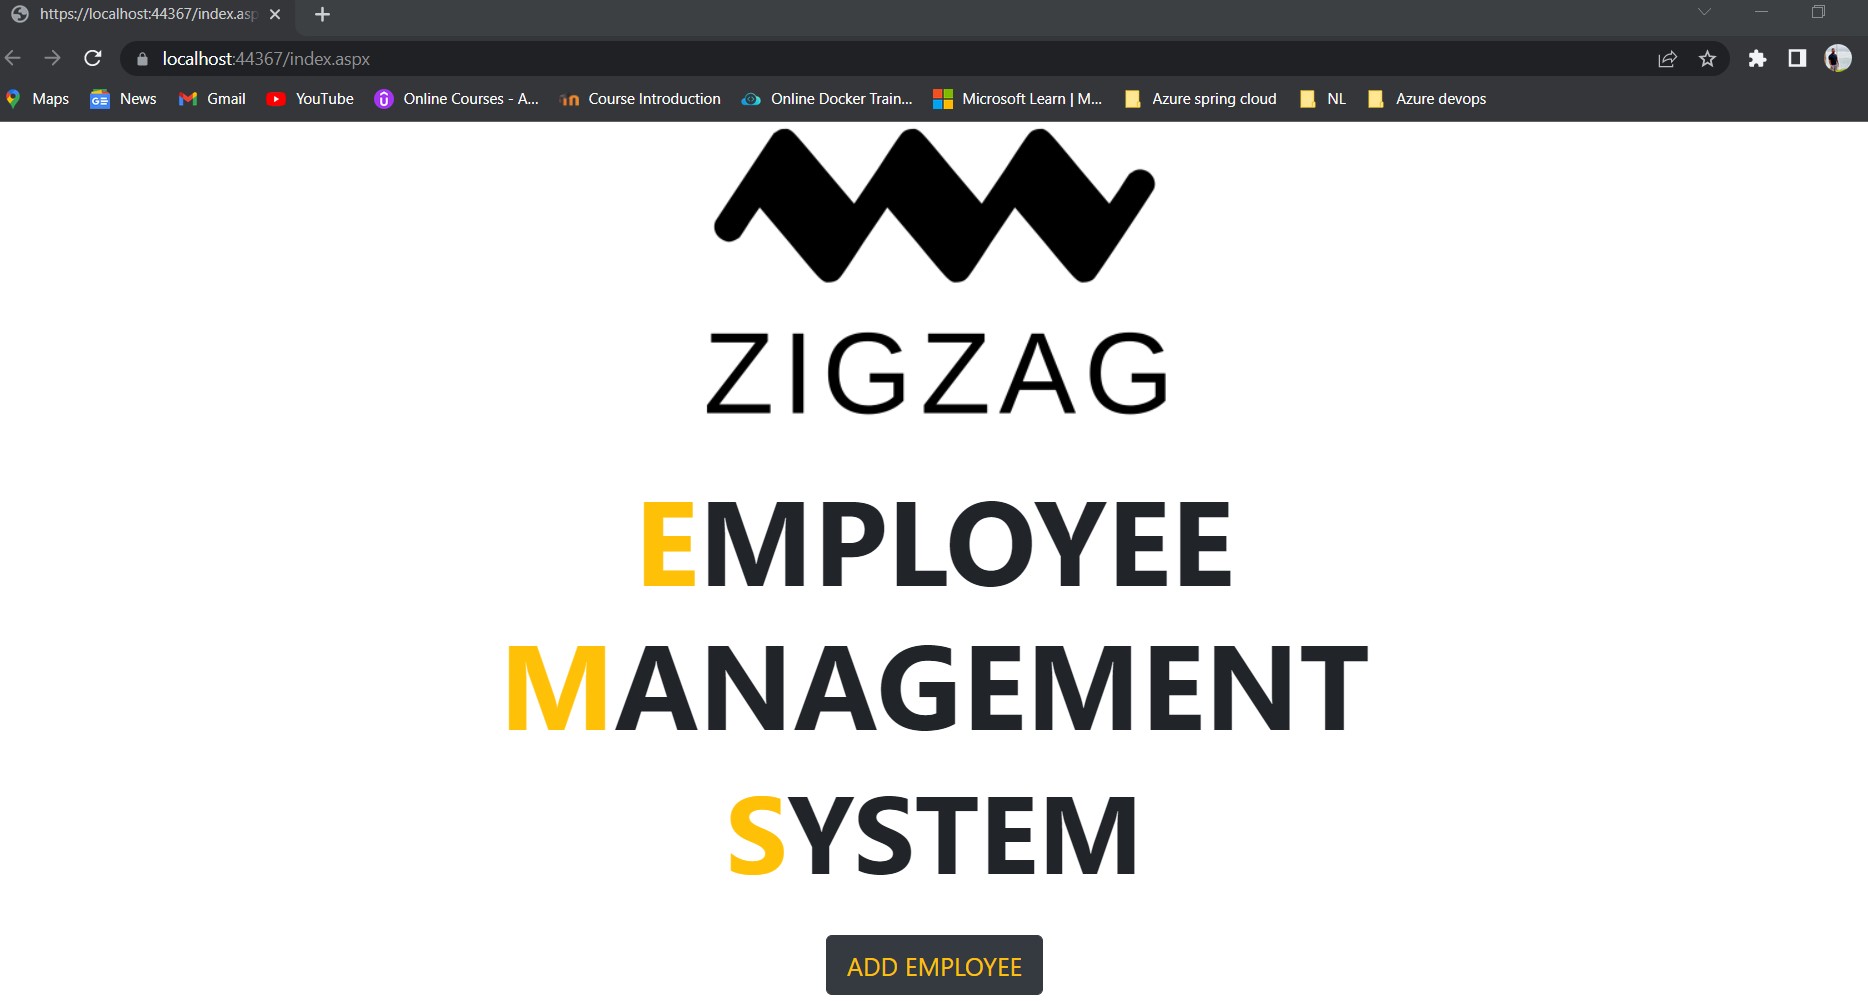 https://localhost:44367/index.asp
localhost:44367/index.aspx
Maps News Gmail YouTube Online Courses - A... Course Introduction Online Docker Train... Microsoft Learn | M... Azure spring cloud NL Azure devops
ZIGZAG
EMPLOYEE
MANAGEMENT
SYSTEM
ADD EMPLOYEE